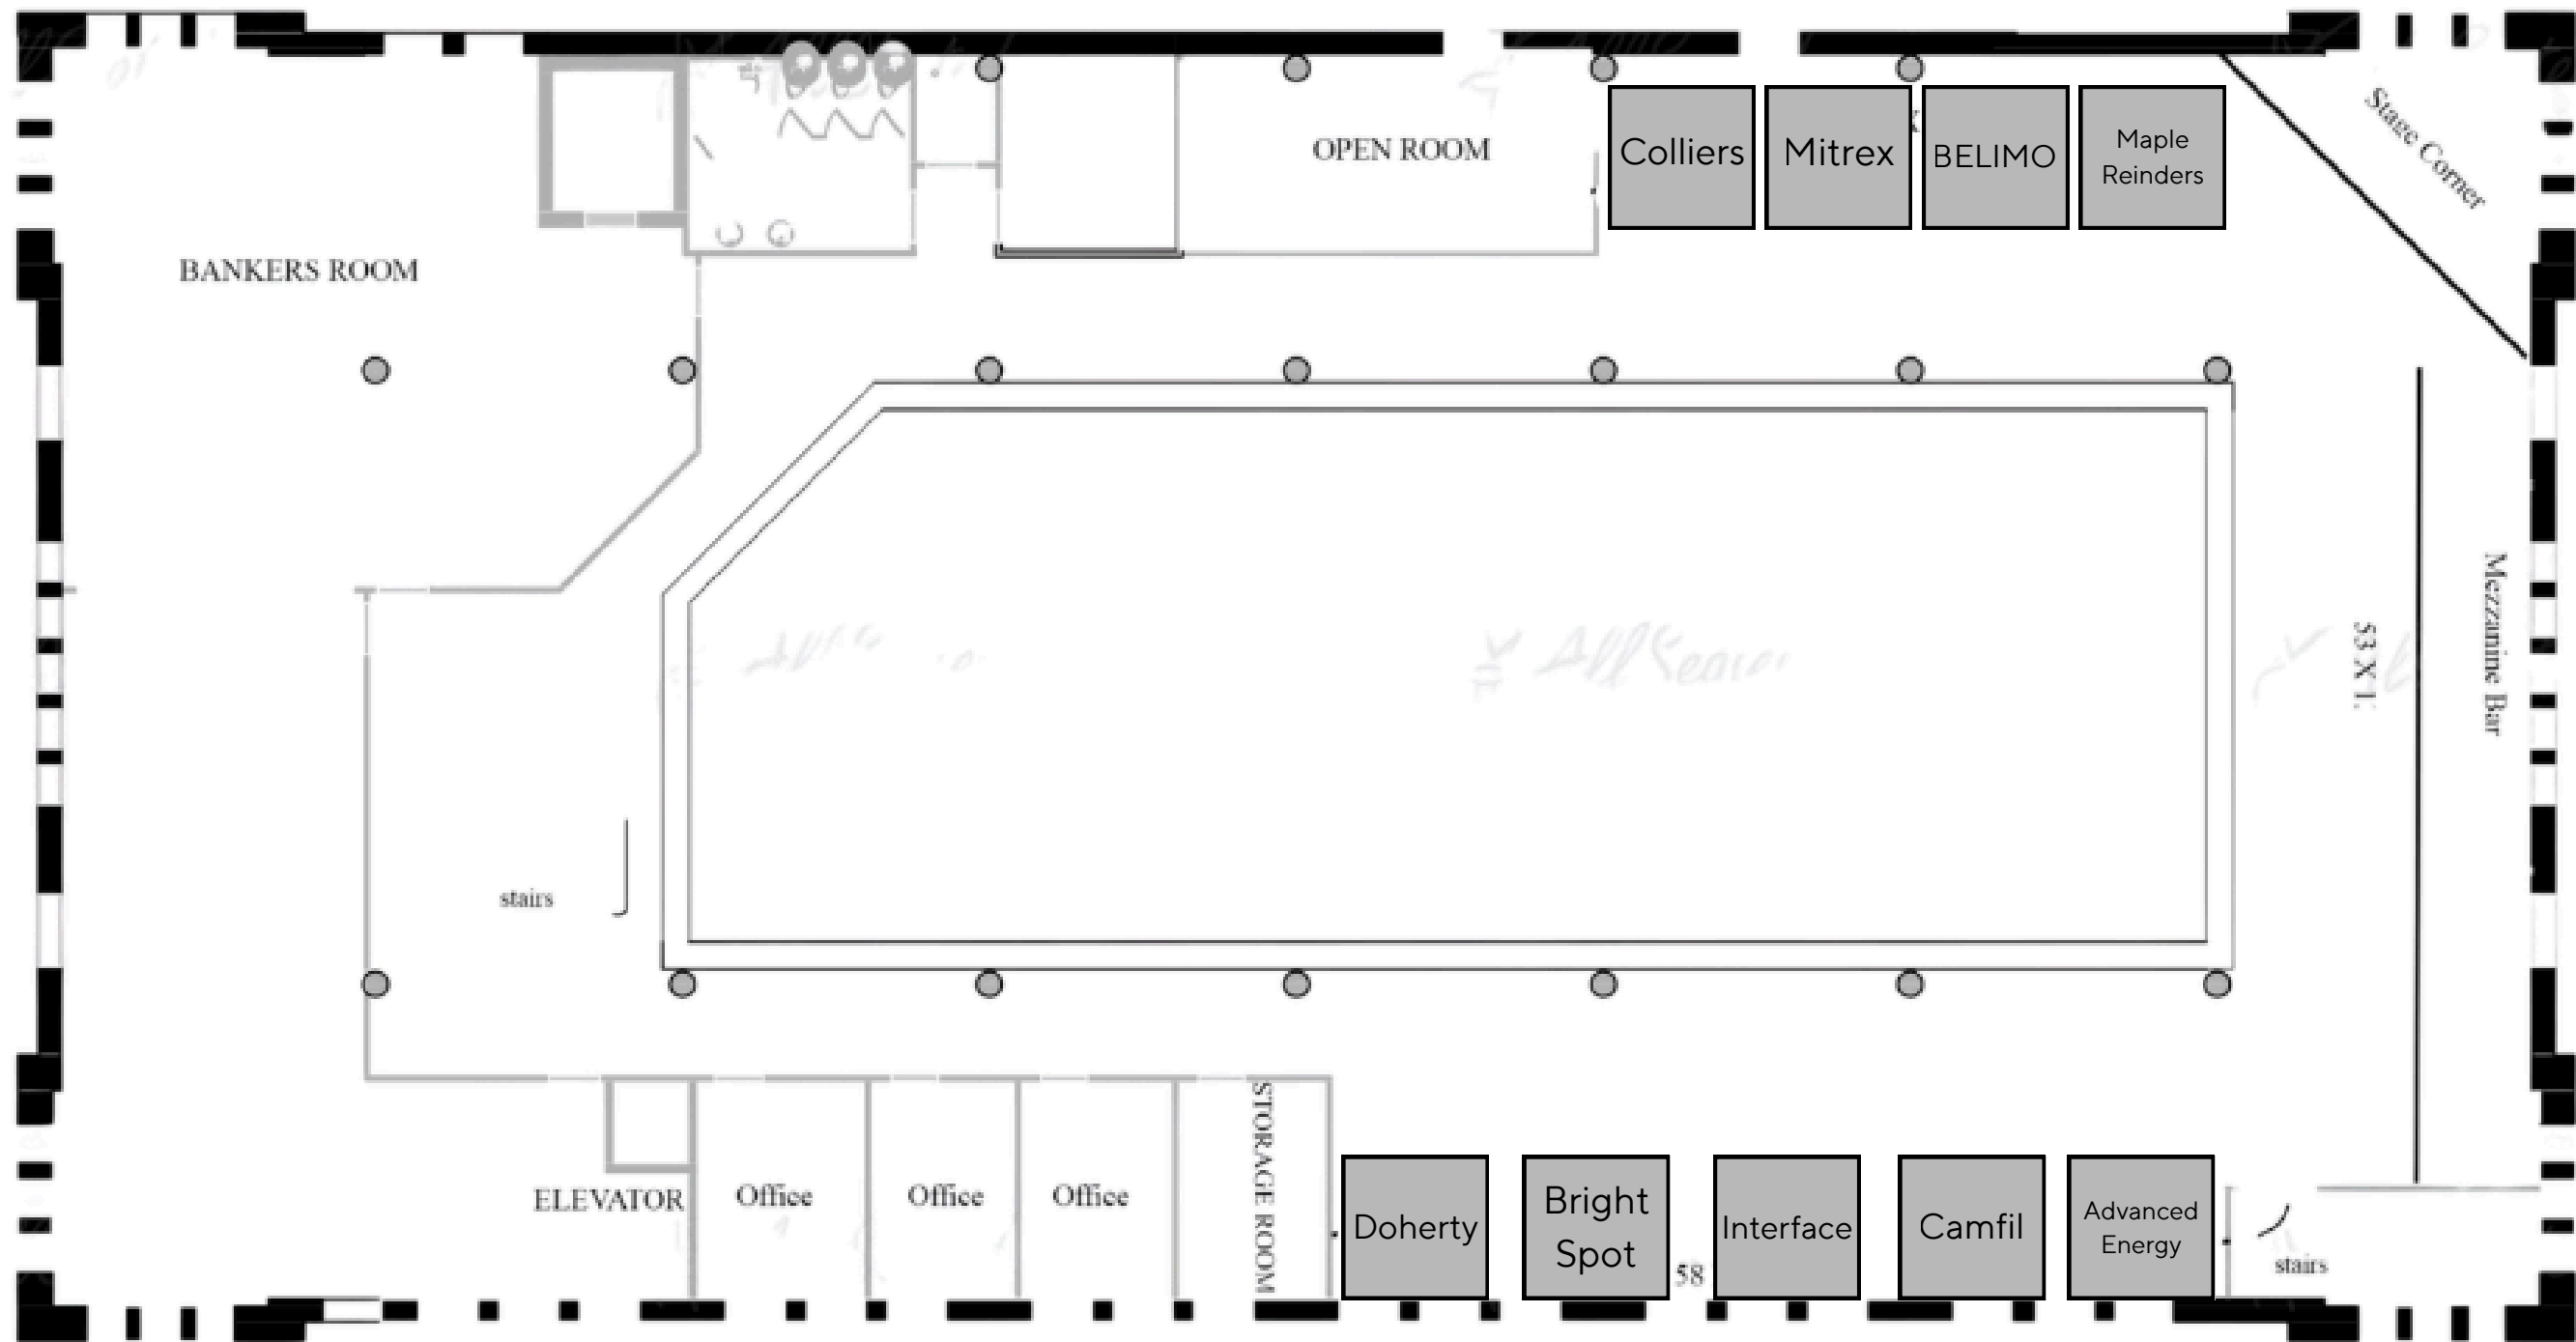 Stage Corner
OPEN ROOM
Colliers
Mitrex
BELIMO
Maple
Reinders
BANKERS ROOM
Mezzanine Bar
53 X 1
stairs
STORAGE ROOM
ELEVATOR
Office
Office
Office
Doherty
Bright
Spot
58
Interface
Camfil
Advanced
Energy
stairs